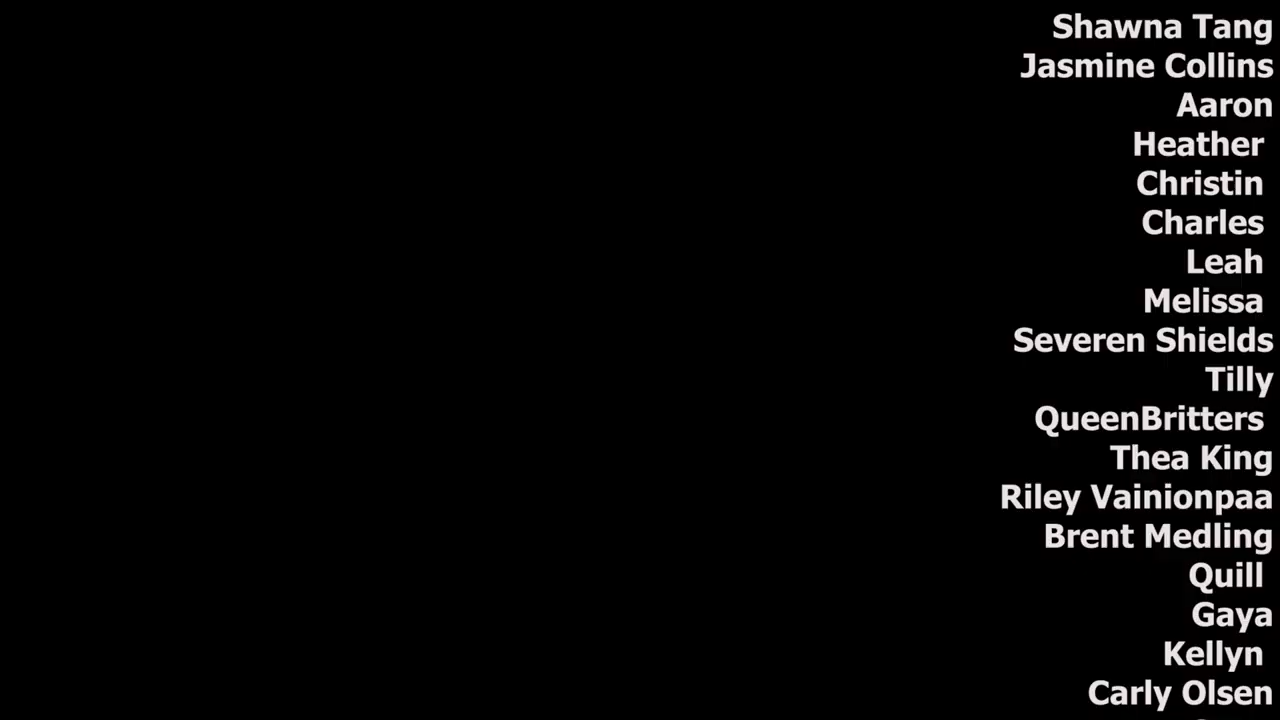 Shawna Tang
Jasmine Collins
Aaron
Heather
Christin
Charles
Leah
Melissa
Severen Shields
Tilly
QueenBritters
Thea King
Riley Vainionpaa
Brent Medling
Quill
Gaya
Kellyn
Carly Olsen